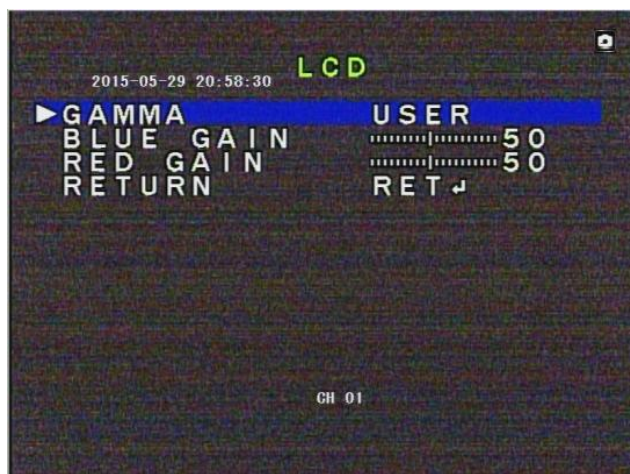 LCD
2015-05-29 20:58:30
▶GAMMA USER
BLUE GAIN 50
RED GAIN 50
RETURN RET↲
CH 01